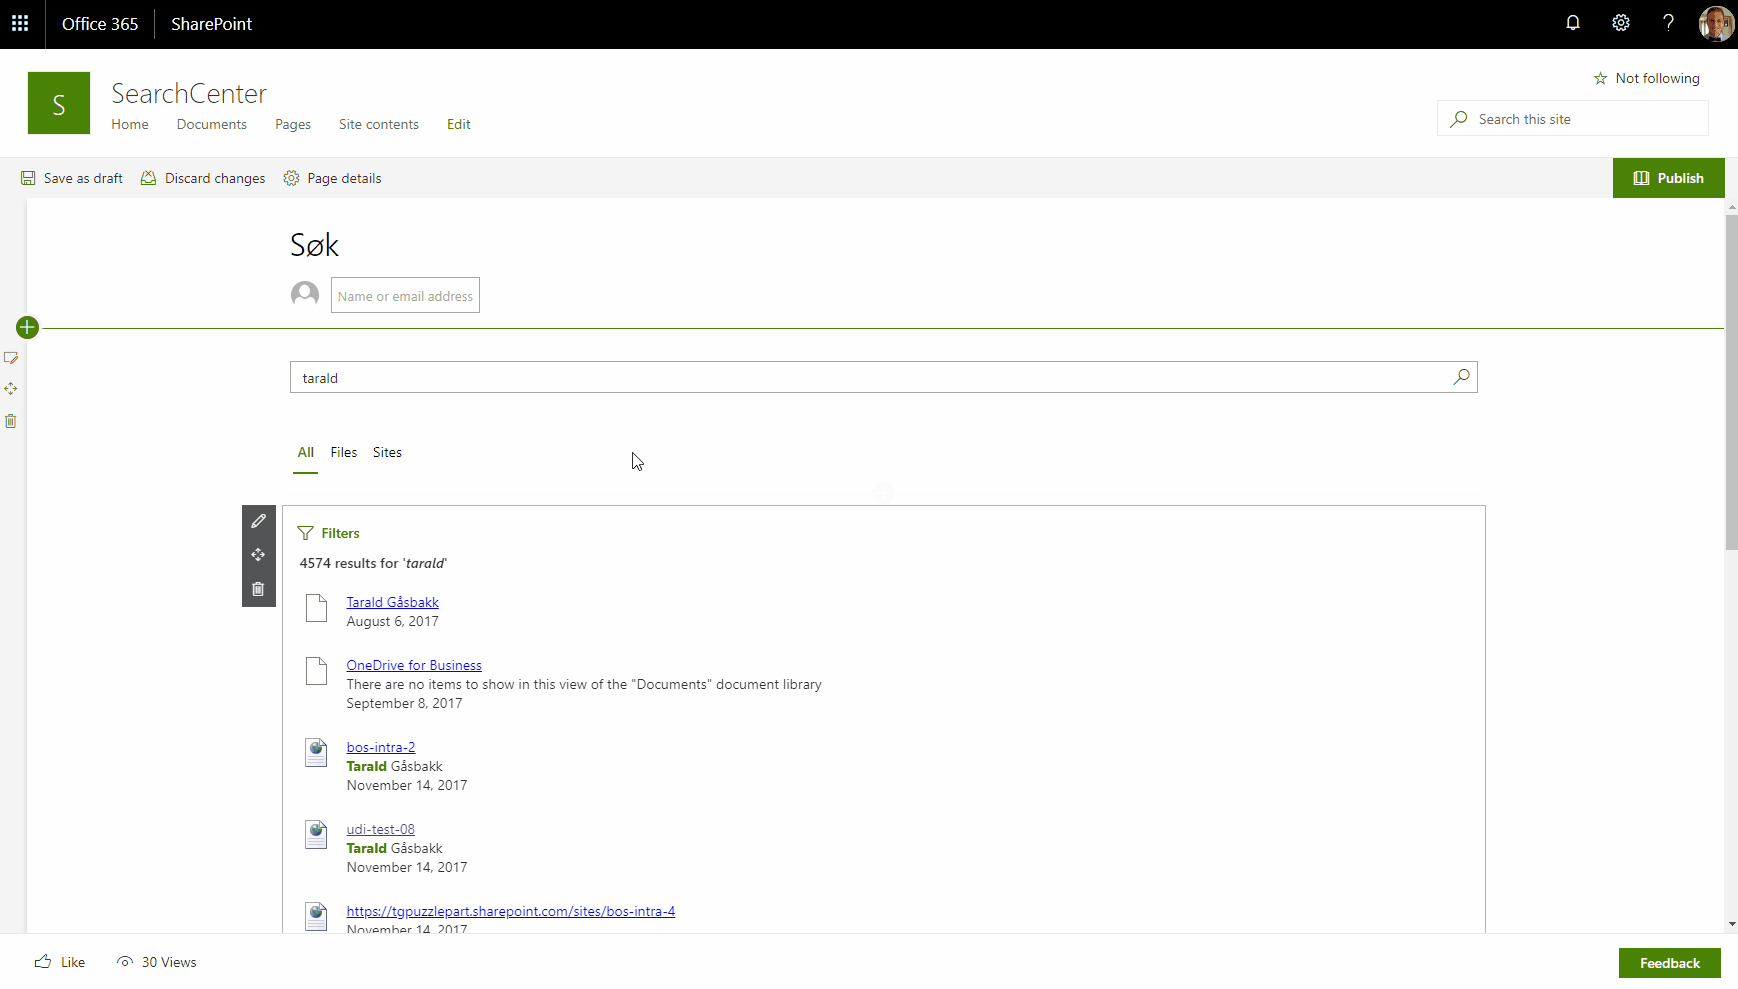 Office 365 SharePoint
Not following
S
SearchCenter
Home Documents Pages Site contents Edit
Search this site
Save as draft Discard changes Page details Publish
Søk
Name or email address
tarald
All Files Sites
Filters
4574 results for 'tarald'
Tarald Gåsbakk
August 6, 2017
OneDrive for Business
There are no items to show in this view of the "Documents" document library
September 8, 2017
bos-intra-2
Tarald Gåsbakk
November 14, 2017
udi-test-08
Tarald Gåsbakk
November 14, 2017
https://tgpuzzlepart.sharepoint.com/sites/bos-intra-4
November 14 2017
Like 30 Views Feedback